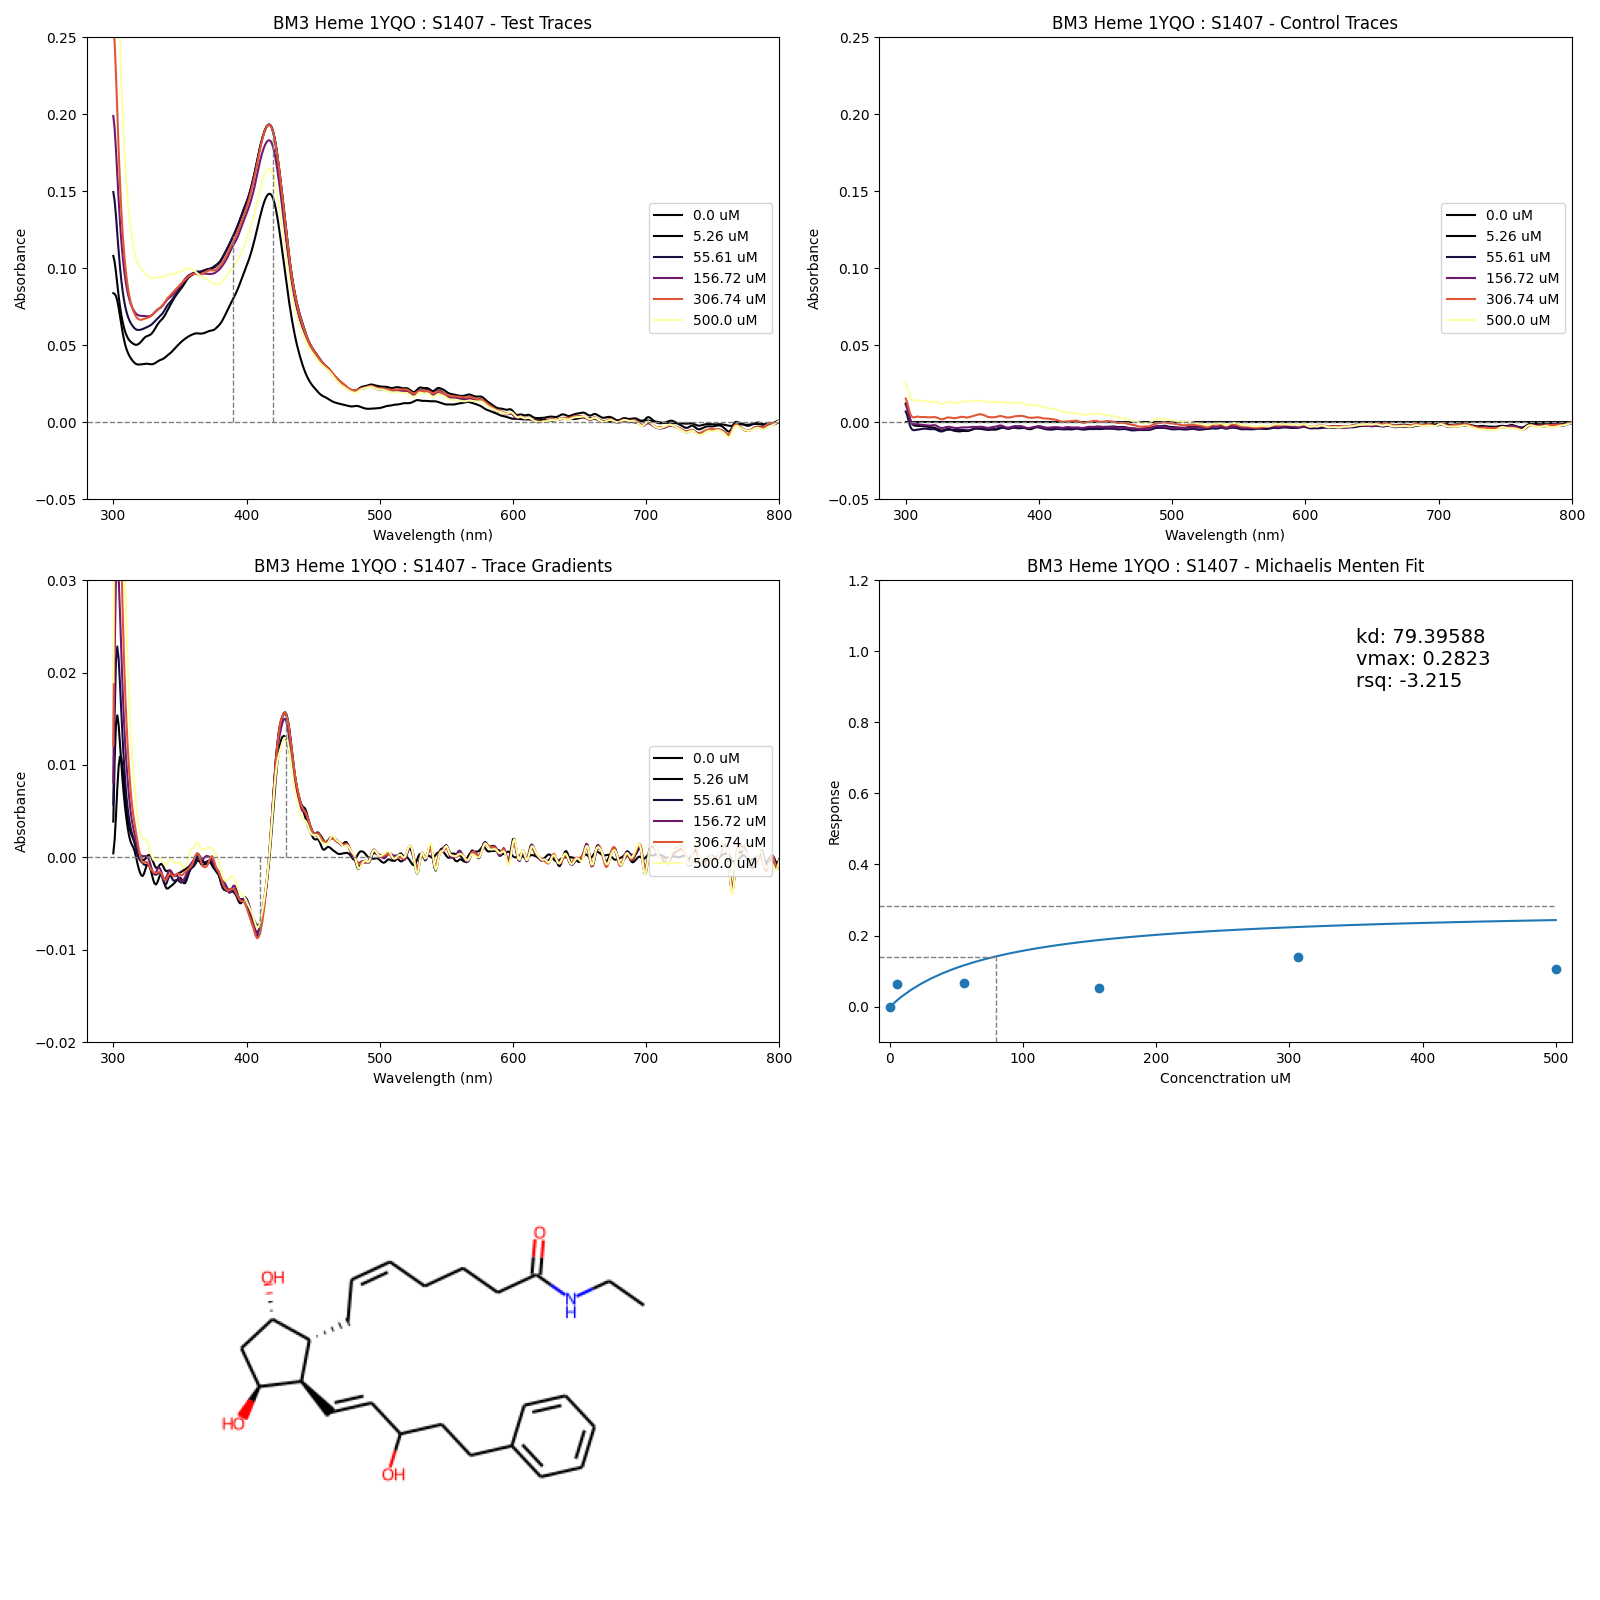 BM3 Heme 1YQO : S1407 - Test Traces
0.25
0.20
0.15
0.10
0.05
0.00
−0.05
Absorbance
300
400
500
600
700
800
Wavelength (nm)
0.0 uM
5.26 uM
55.61 uM
156.72 uM
306.74 uM
500.0 uM
BM3 Heme 1YQO : S1407 - Control Traces
0.25
0.20
0.15
0.10
0.05
0.00
−0.05
Absorbance
300
400
500
600
700
800
Wavelength (nm)
0.0 uM
5.26 uM
55.61 uM
156.72 uM
306.74 uM
500.0 uM
BM3 Heme 1YQO : S1407 - Trace Gradients
0.03
0.02
0.01
0.00
−0.01
−0.02
Absorbance
300
400
500
600
700
800
Wavelength (nm)
0.0 uM
5.26 uM
55.61 uM
156.72 uM
306.74 uM
500.0 uM
BM3 Heme 1YQO : S1407 - Michaelis Menten Fit
1.2
1.0
0.8
0.6
0.4
0.2
0.0
Response
kd: 79.39588
vmax: 0.2823
rsq: -3.215
0
100
200
300
400
500
Concenctration uM
O
OH
N
H
HO
OH